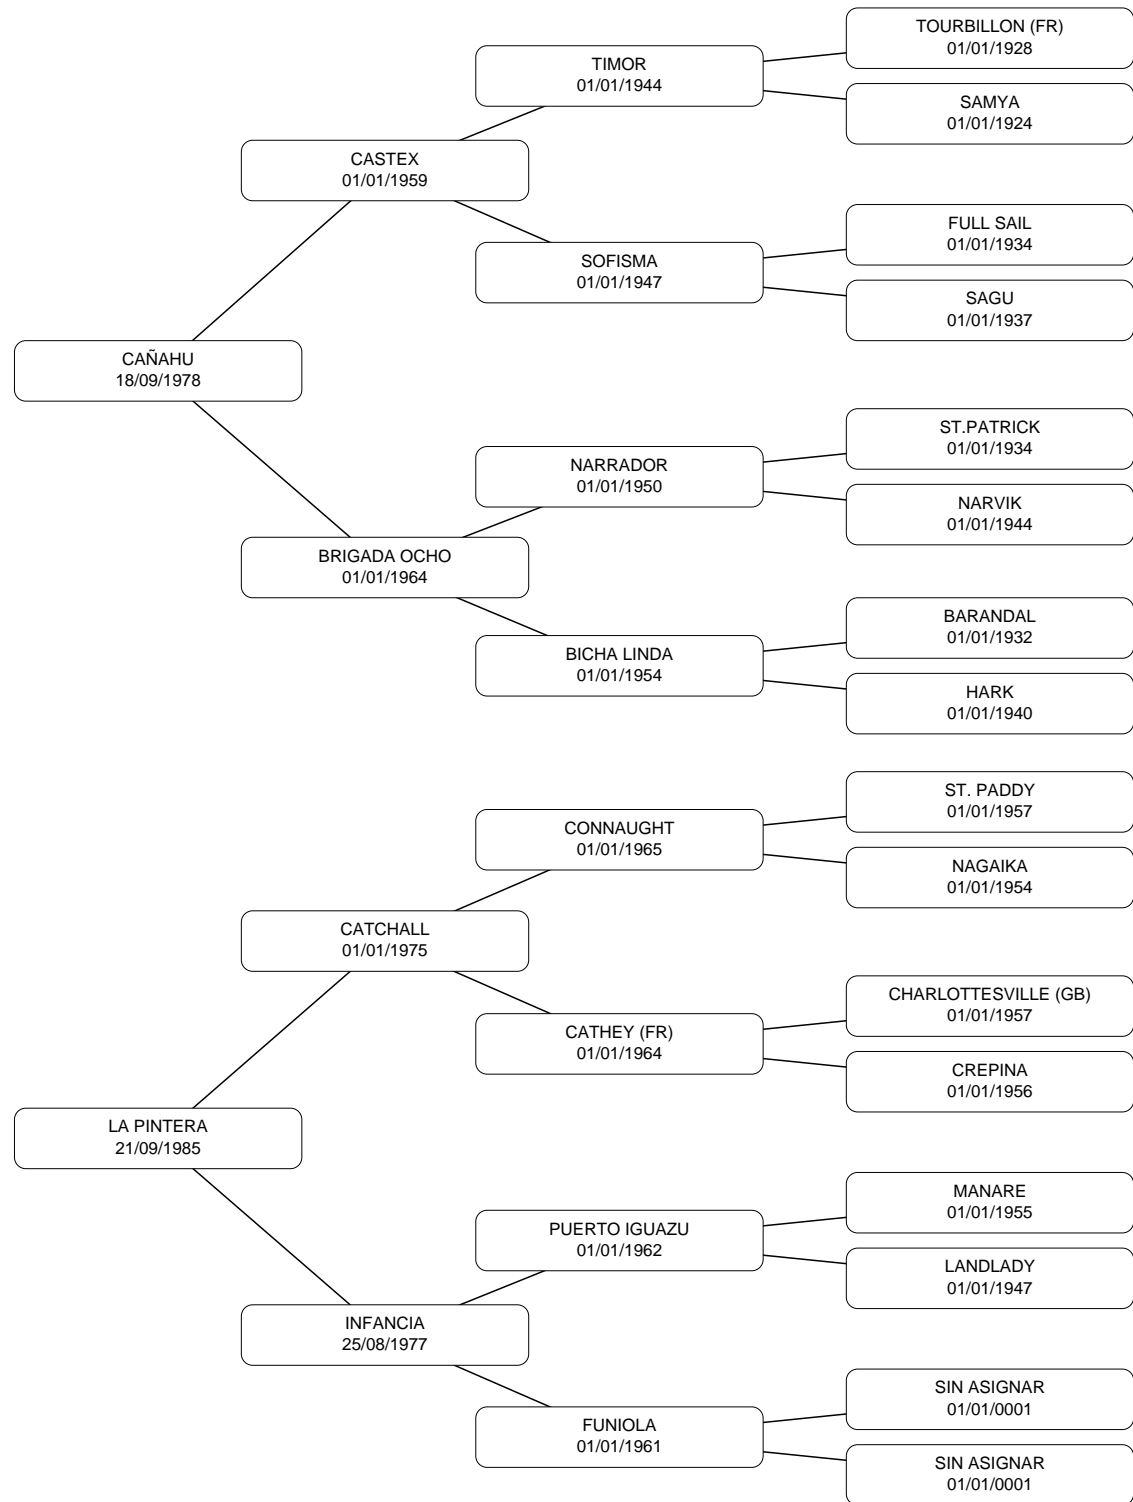 TOURBILLON (FR)
01/01/1928
TIMOR
01/01/1944
SAMYA
01/01/1924
CASTEX
01/01/1959
FULL SAIL
01/01/1934
SOFISMA
01/01/1947
SAGU
01/01/1937
CAÑAHU
18/09/1978
ST.PATRICK
01/01/1934
NARRADOR
01/01/1950
NARVIK
01/01/1944
BRIGADA OCHO
01/01/1964
BARANDAL
01/01/1932
BICHA LINDA
01/01/1954
HARK
01/01/1940
ST. PADDY
01/01/1957
CONNAUGHT
01/01/1965
NAGAIKA
01/01/1954
CATCHALL
01/01/1975
CHARLOTTESVILLE (GB)
01/01/1957
CATHEY (FR)
01/01/1964
CREPINA
01/01/1956
LA PINTERA
21/09/1985
MANARE
01/01/1955
PUERTO IGUAZU
01/01/1962
LANDLADY
01/01/1947
INFANCIA
25/08/1977
SIN ASIGNAR
01/01/0001
FUNIOLA
01/01/1961
SIN ASIGNAR
01/01/0001